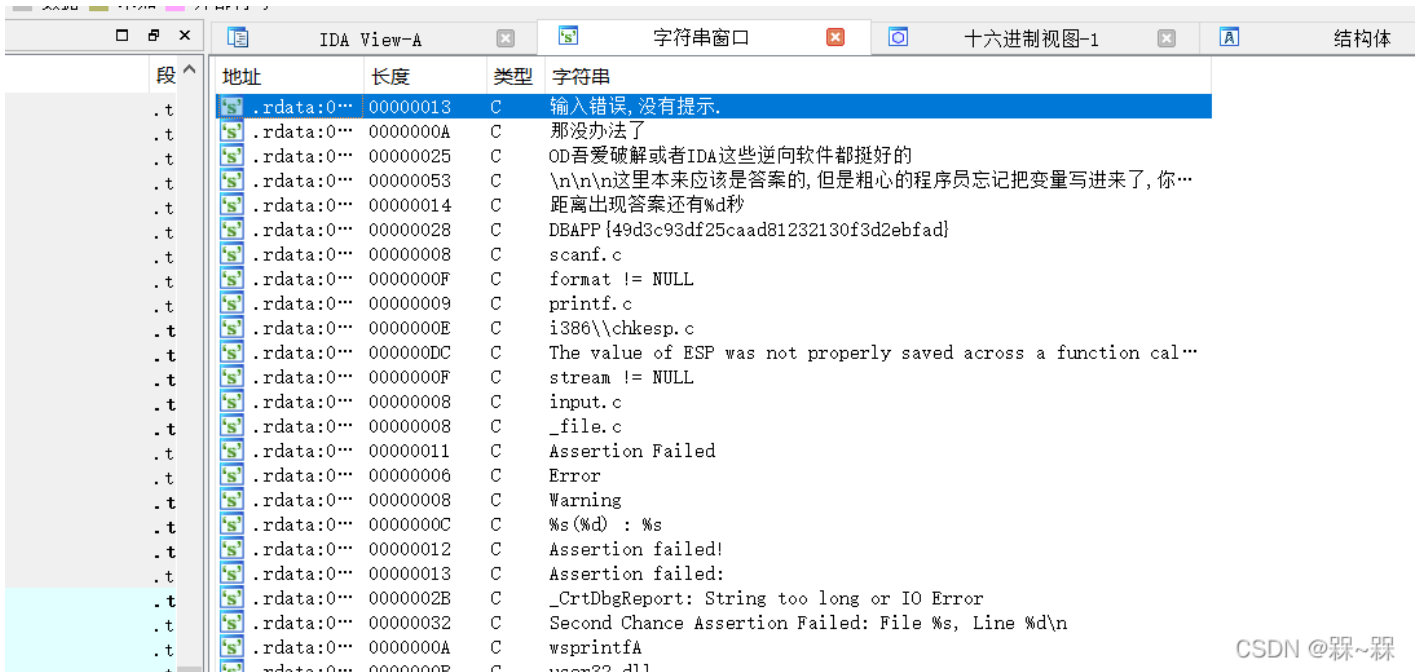 IDA View-A 字符串窗口 十六进制视图-1 结构体
段 地址 长度 类型 字符串
.t .rdata:0… 00000013 C 输入错误,没有提示.
.t .rdata:0… 0000000A C 那没办法了
.t .rdata:0… 00000025 C OD吾爱破解或者IDA这些逆向软件都挺好的
.t .rdata:0… 00000053 C \n\n\n这里本来应该是答案的,但是粗心的程序员忘记把变量写进来了,你…
.t .rdata:0… 00000014 C 距离出现答案还有%d秒
.t .rdata:0… 00000028 C DBAPP{49d3c93df25caad81232130f3d2ebfad}
.t .rdata:0… 00000008 C scanf.c
.t .rdata:0… 0000000F C format != NULL
.t .rdata:0… 00000009 C printf.c
.t .rdata:0… 0000000E C i386\\chkesp.c
.t .rdata:0… 000000DC C The value of ESP was not properly saved across a function cal…
.t .rdata:0… 0000000F C stream != NULL
.t .rdata:0… 00000008 C input.c
.t .rdata:0… 00000008 C _file.c
.t .rdata:0… 00000011 C Assertion Failed
.t .rdata:0… 00000006 C Error
.t .rdata:0… 00000008 C Warning
.t .rdata:0… 0000000C C %s(%d) : %s
.t .rdata:0… 00000012 C Assertion failed!
.t .rdata:0… 00000013 C Assertion failed:
.t .rdata:0… 0000002B C _CrtDbgReport: String too long or IO Error
.t .rdata:0… 00000032 C Second Chance Assertion Failed: File %s, Line %d\n
.t .rdata:0… 0000000A C wsprintfA
CSDN @槑~槑